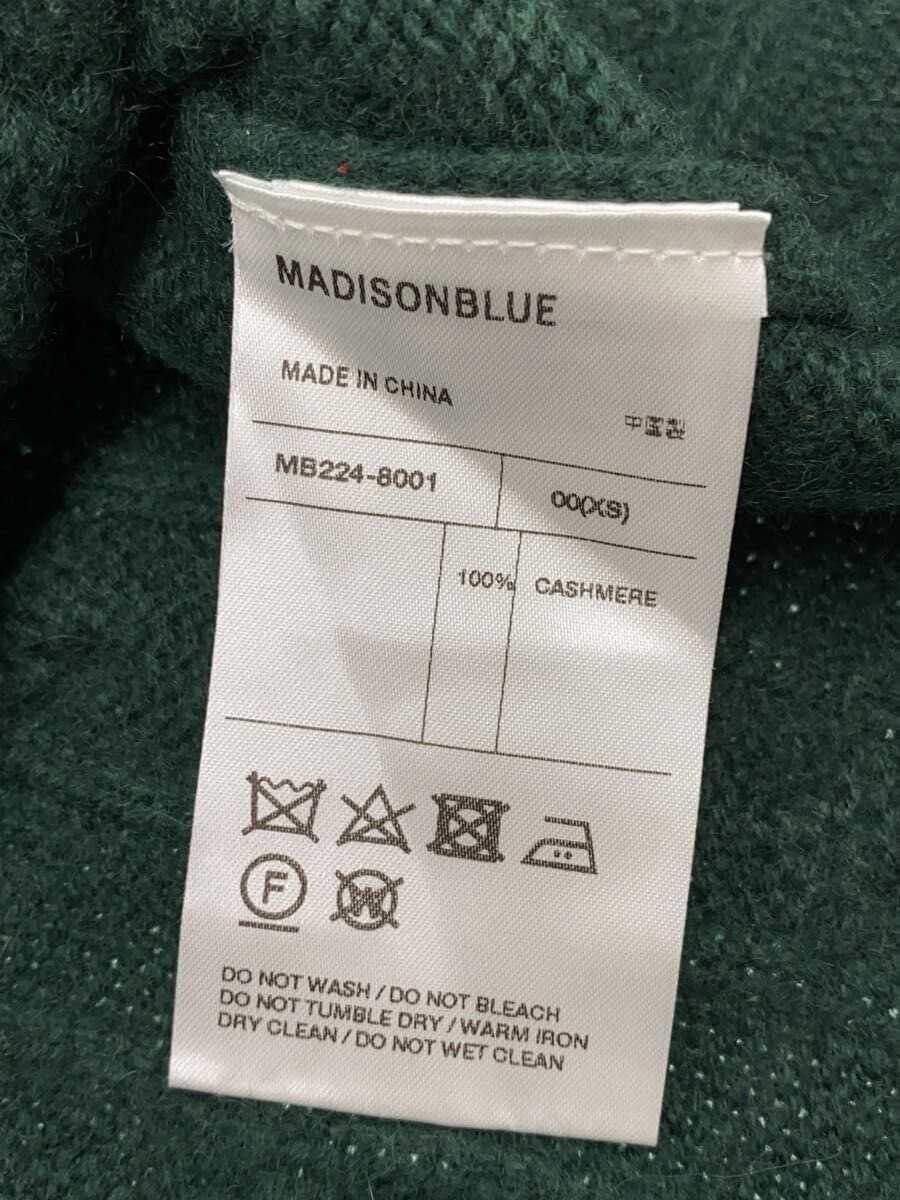 MADISONBLUE
MADE IN CHINA
中国製
MB224-8001
00(XS)
100% CASHMERE
F
W
DO NOT WASH / DO NOT BLEACH
DO NOT TUMBLE DRY / WARM IRON
DRY CLEAN / DO NOT WET CLEAN